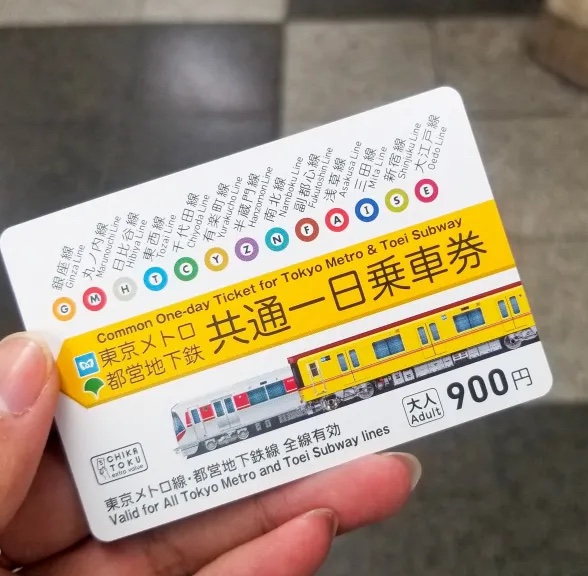 銀座線
Ginza Line
丸ノ内線
Marunouchi Line
日比谷線
Hibiya Line
東西線
Tozai Line
千代田線
Chiyoda Line
有楽町線
Yurakucho Line
半蔵門線
Hanzomon Line
南北線
Namboku Line
副都心線
Fukutoshin Line
浅草線
Asakusa Line
三田線
Mita Line
新宿線
Shinjuku Line
大江戸線
Oedo Line
G M H T C Y Z N F A I S E
Common One-day Ticket for Tokyo Metro & Toei Subway
東京メトロ
都営地下鉄
共通一日乗車券
大人
Adult
900円
CHIKA
TOKU
extra value
東京メトロ線・都営地下鉄線 全線有効
Valid for All Tokyo Metro and Toei Subway lines